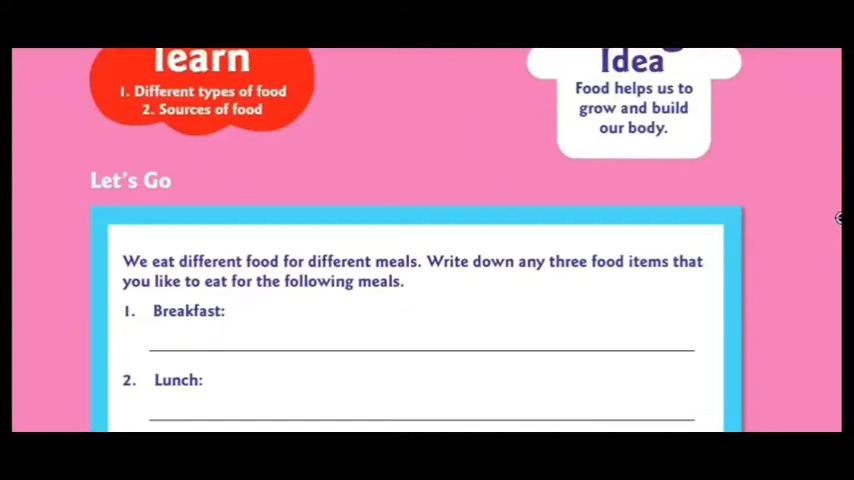 learn
1. Different types of food
2. Sources of food
Idea
Food helps us to
grow and build
our body.
Let's Go
We eat different food for different meals. Write down any three food items that
you like to eat for the following meals.
1. Breakfast:
2. Lunch: